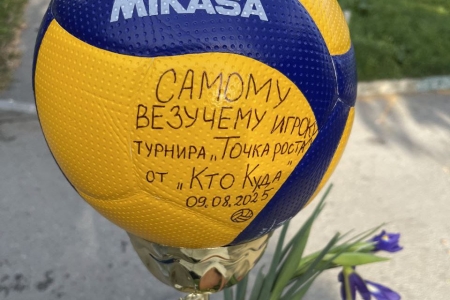 MIKASA
САМОМУ
ВЕЗУЧЕМУ ИГРОКУ
ТУРНИРА „ТОЧКА РОСТА"
ОТ „КТО КУДА"
09.08.2025